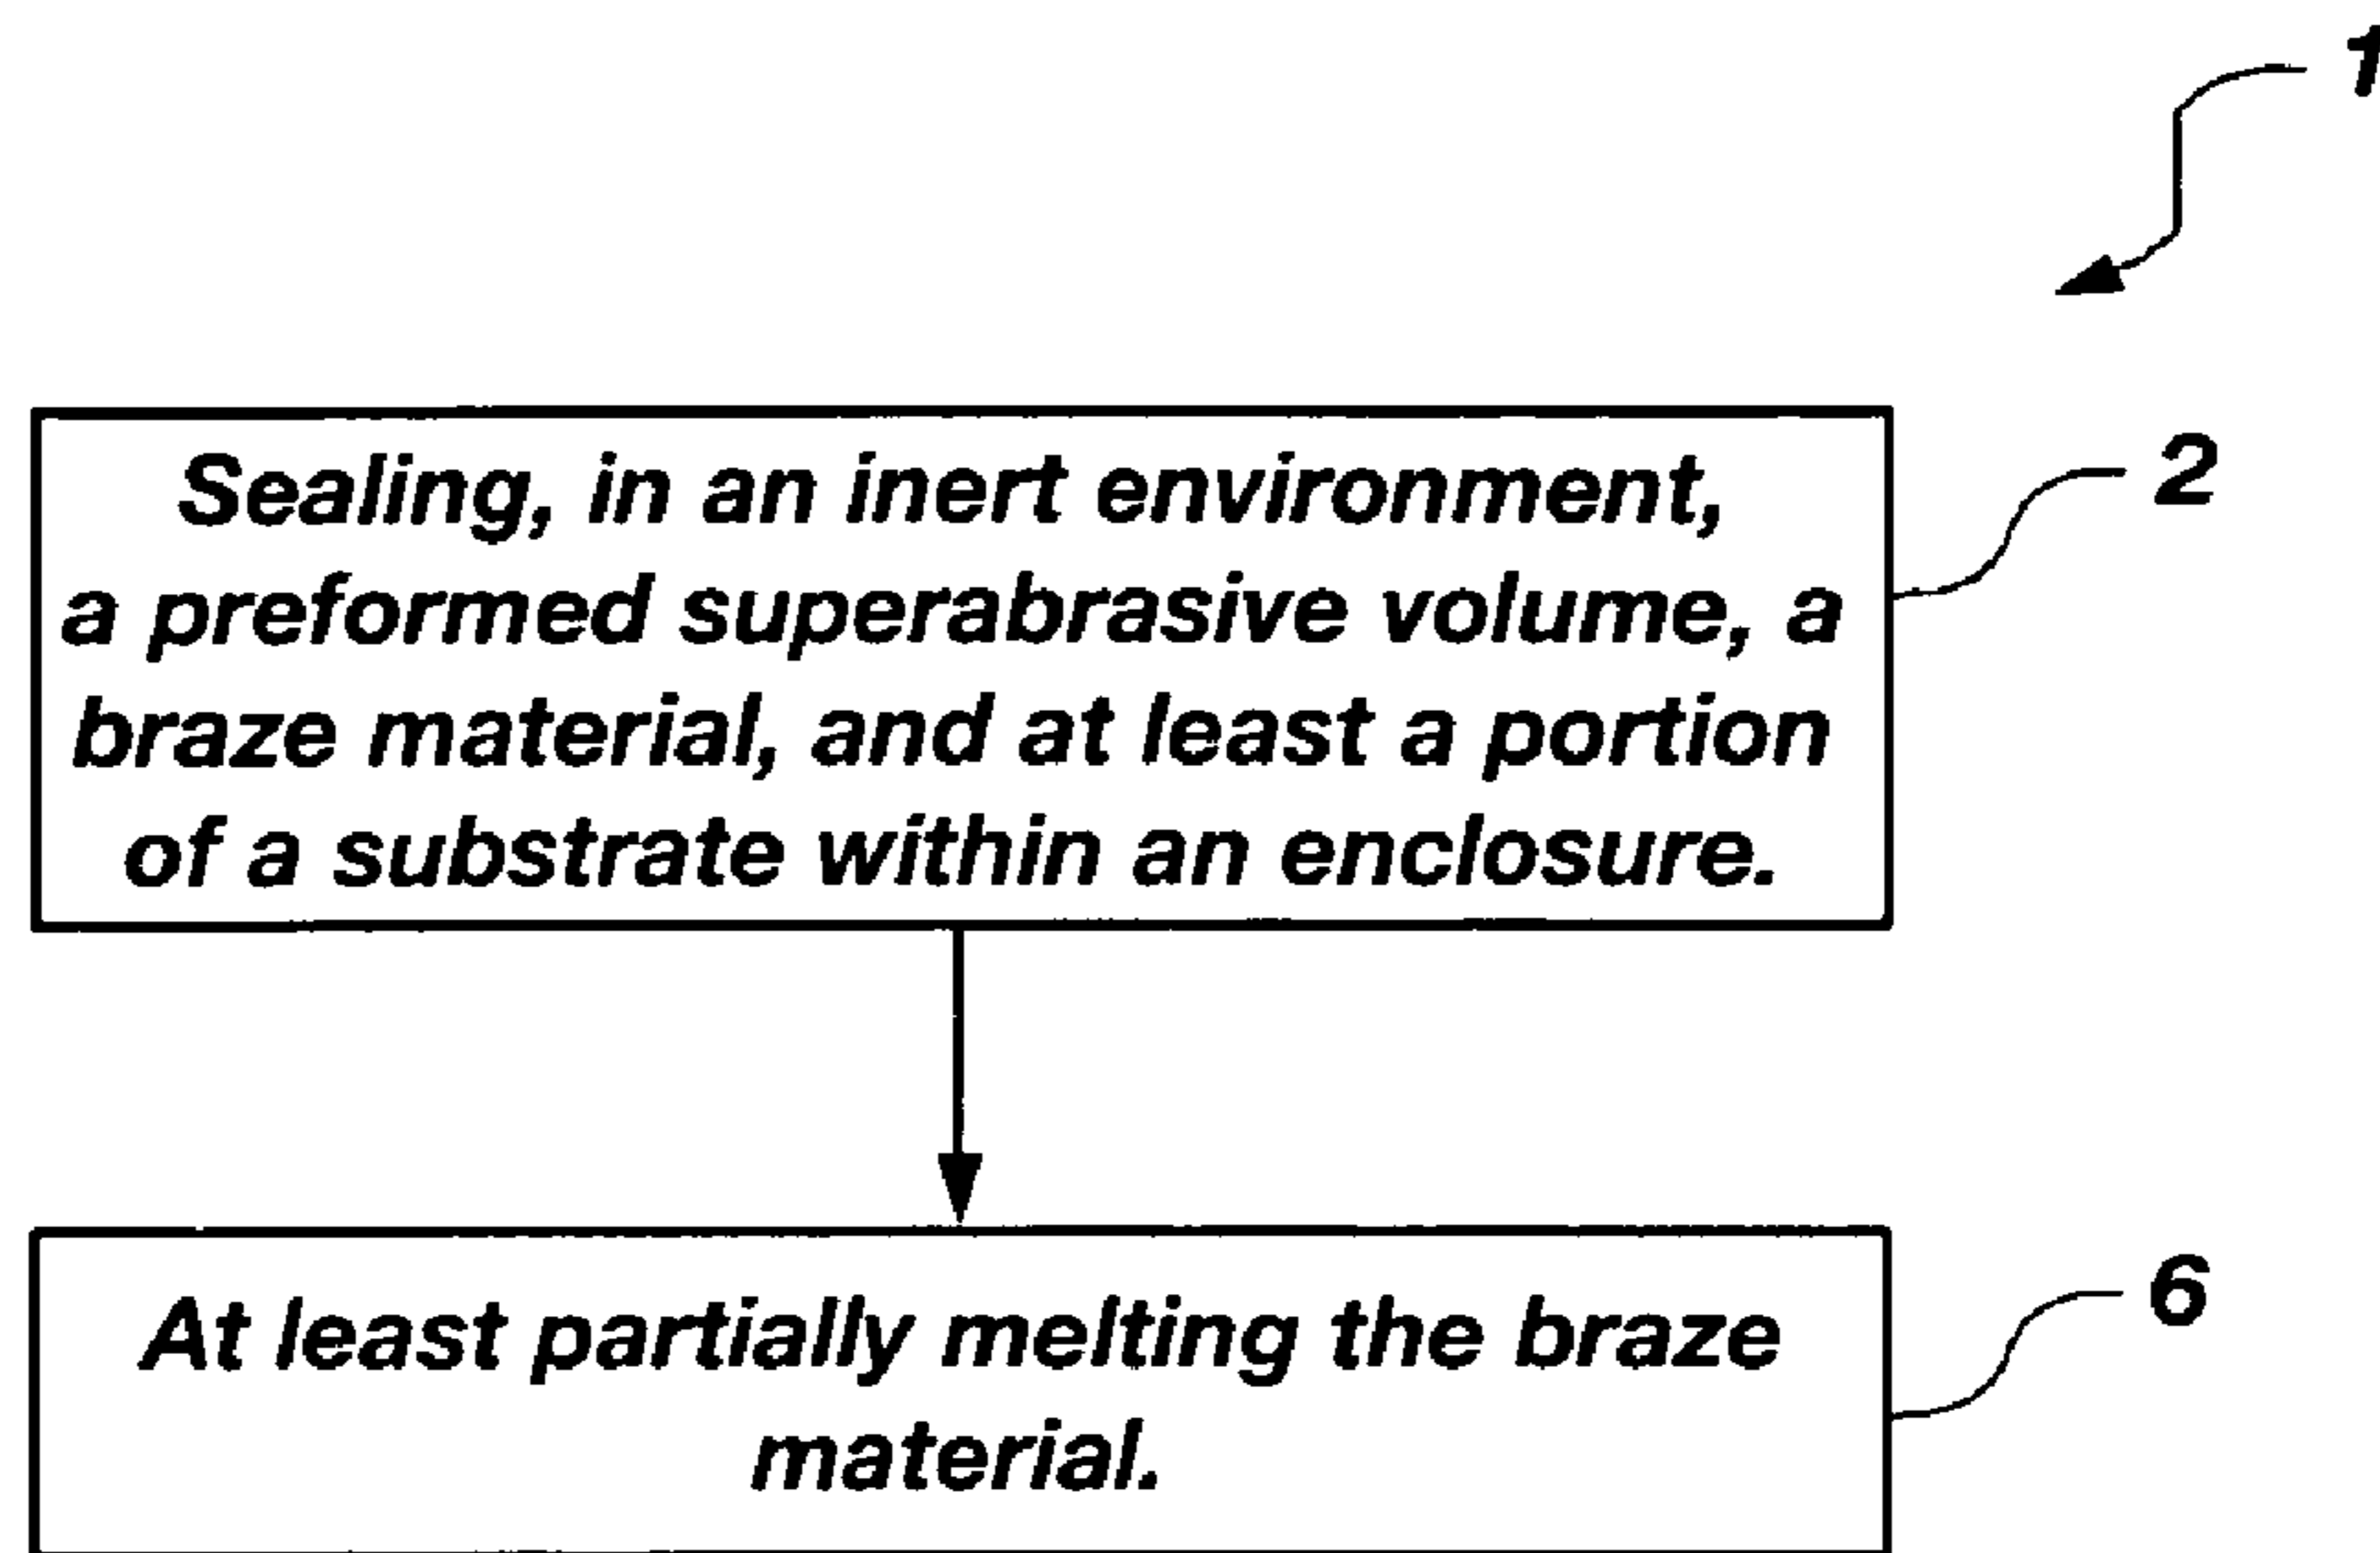 1
Sealing, in an inert environment,
a preformed superabrasive volume, a
braze material, and at least a portion
of a substrate within an enclosure.
2
At least partially melting the braze
material.
6